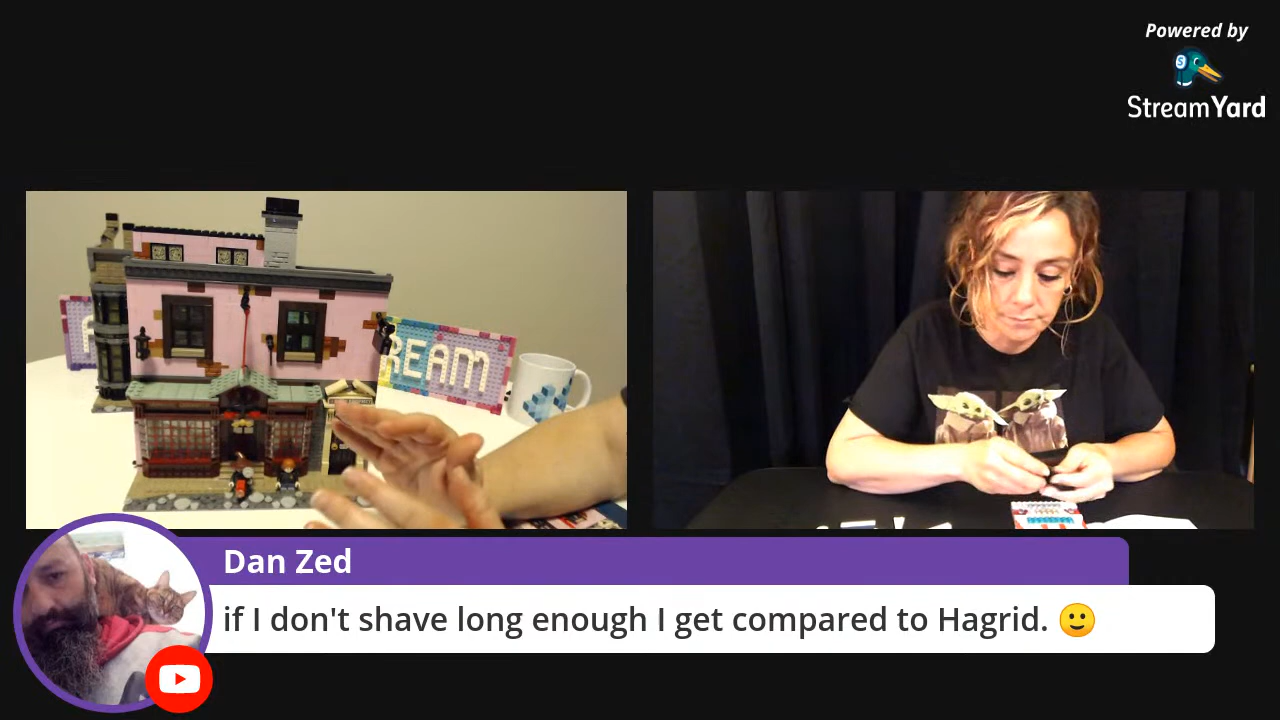 Powered by
StreamYard
REAM
Dan Zed
if I don't shave long enough I get compared to Hagrid. 🙂